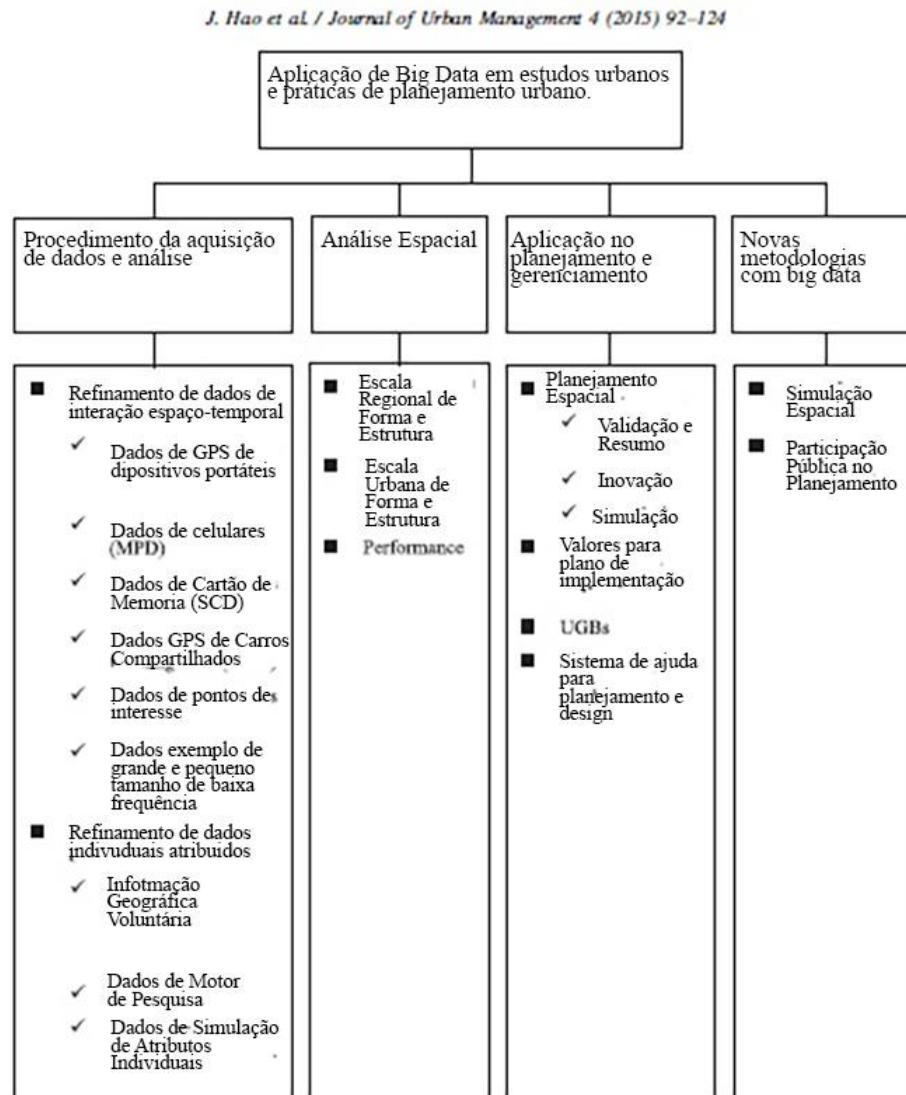 J. Hao et al. / Journal of Urban Management 4 (2015) 92–124
Aplicação de Big Data em estudos urbanos
e práticas de planejamento urbano.
Procedimento da aquisição
de dados e análise
Análise Espacial
Aplicação no
planejamento e
gerenciamento
Novas
metodologias
com big data
Refinamento de dados de
interação espaço-temporal
Dados de GPS de
dipositivos portáteis
Dados de celulares
(MPD)
Dados de Cartão de
Memoria (SCD)
Dados GPS de Carros
Compartilhados
Dados de pontos de
interesse
Dados exemplo de
grande e pequeno
tamanho de baixa
frequência
Refinamento de dados
indivuduais atribuidos
Infotmação
Geográfica
Voluntária
Dados de Motor
de Pesquisa
Dados de Simulação
de Atributos
Individuais
Escala
Regional de
Forma e
Estrutura
Escala
Urbana de
Forma e
Estrutura
Performance
Planejamento
Espacial
Validação e
Resumo
Inovação
Simulação
Valores para
plano de
implementação
UGBs
Sistema de ajuda
para
planejamento e
design
Simulação
Espacial
Participação
Pública no
Planejamento